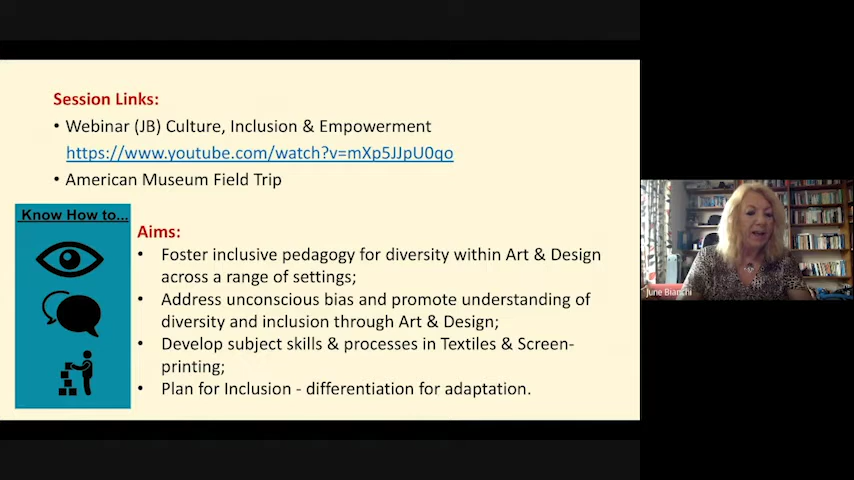 Session Links:
• Webinar (JB) Culture, Inclusion & Empowerment
https://www.youtube.com/watch?v=mXp5JJpU0qo
• American Museum Field Trip
Know How to...
Aims:
• Foster inclusive pedagogy for diversity within Art & Design
across a range of settings;
• Address unconscious bias and promote understanding of
diversity and inclusion through Art & Design;
• Develop subject skills & processes in Textiles & Screen-
printing;
• Plan for Inclusion - differentiation for adaptation.
June Bianchi